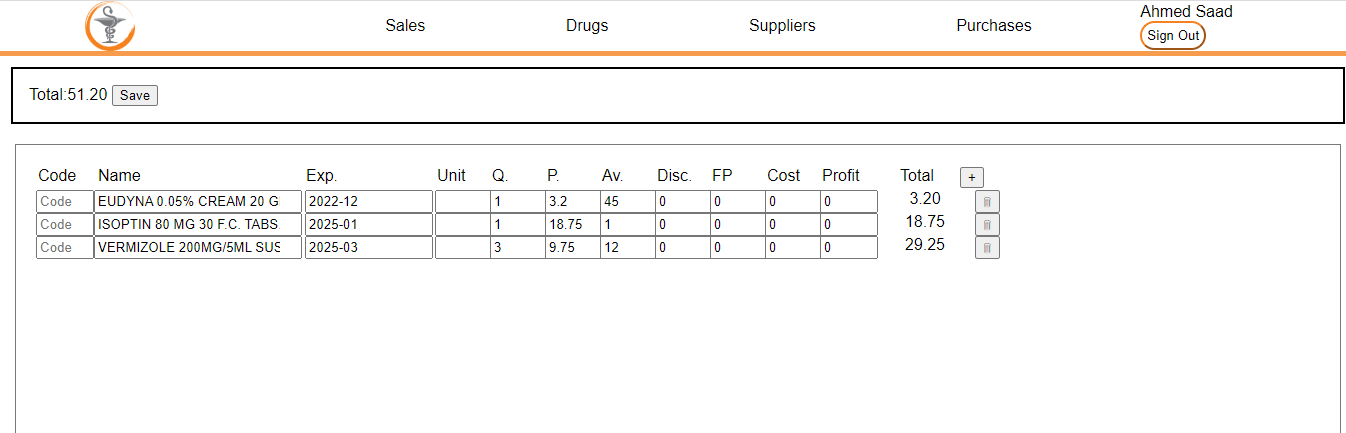 Sales Drugs Suppliers Purchases Ahmed Saad
Sign Out
Total:51.20 Save
Code Name Exp. Unit Q. P. Av. Disc. FP Cost Profit Total +
Code EUDYNA 0.05% CREAM 20 G 2022-12 1 3.2 45 0 0 0 0 3.20
Code ISOPTIN 80 MG 30 F.C. TABS. 2025-01 1 18.75 1 0 0 0 0 18.75
Code VERMIZOLE 200MG/5ML SUS 2025-03 3 9.75 12 0 0 0 0 29.25